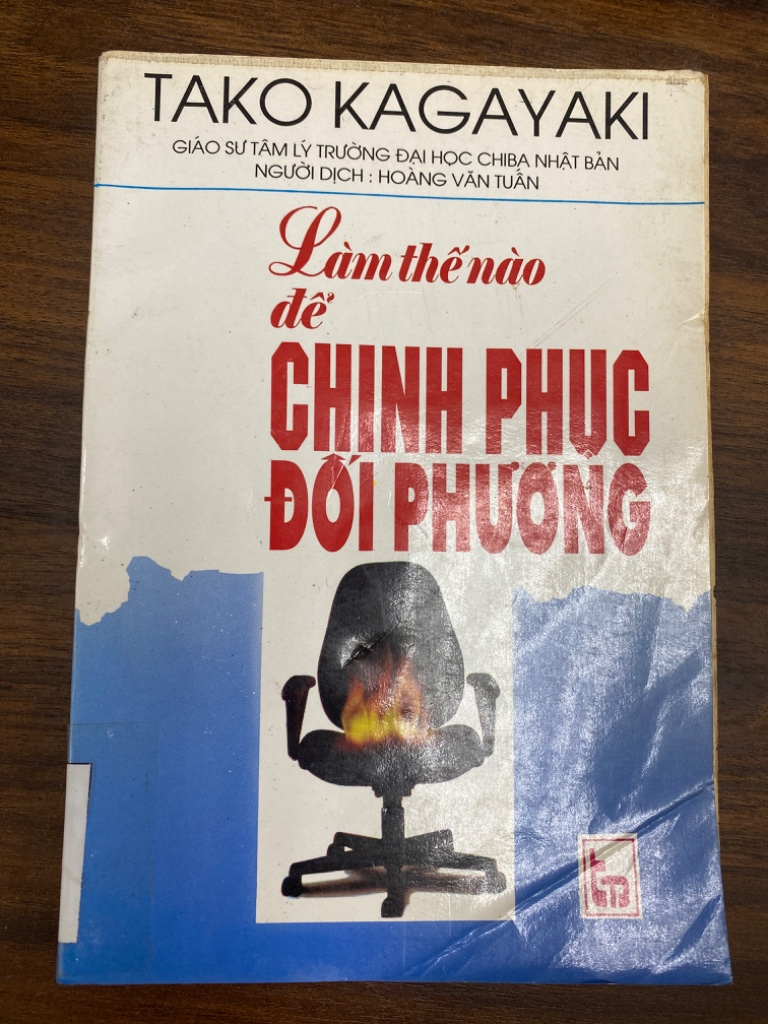 TAKO KAGAYAKI
GIÁO SƯ TÂM LÝ TRƯỜNG ĐẠI HỌC CHIBA NHẬT BẢN
NGƯỜI DỊCH : HOÀNG VĂN TUẤN
Làm thế nào
để
CHINH PHỤC
ĐỐI PHƯƠNG